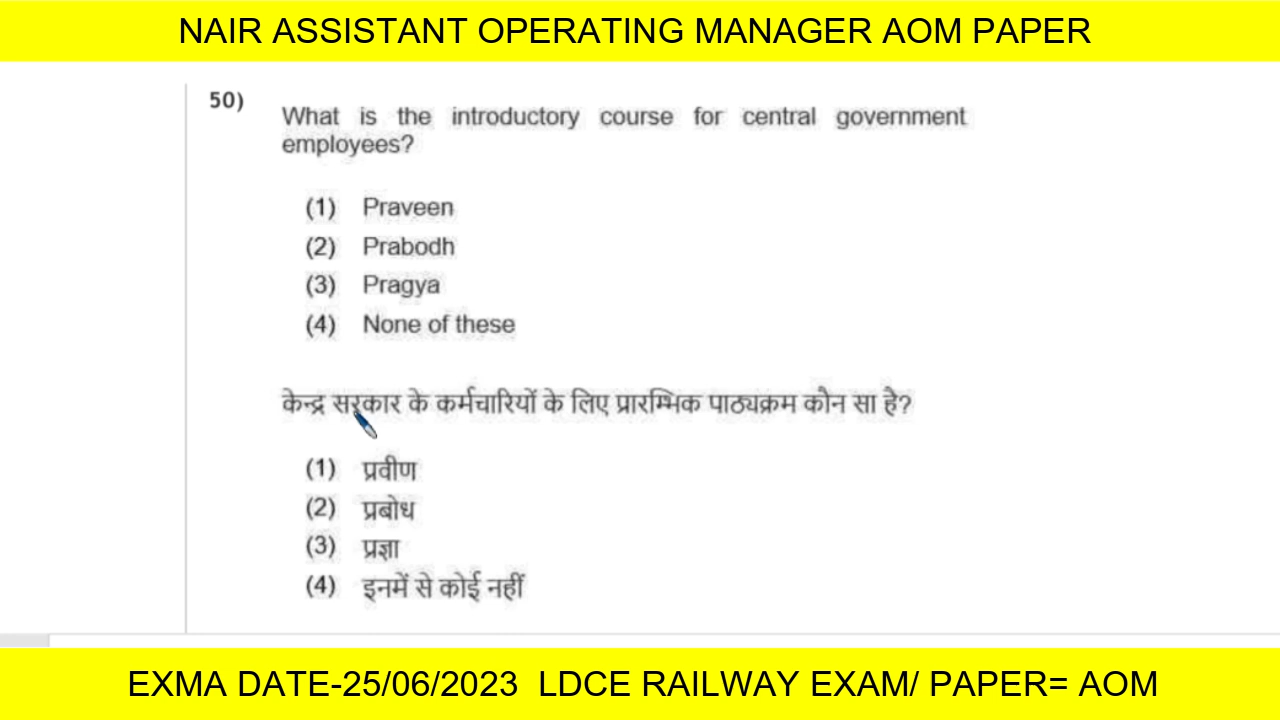 NAIR ASSISTANT OPERATING MANAGER AOM PAPER
50)
What is the introductory course for central government
employees?
(1) Praveen
(2) Prabodh
(3) Pragya
(4) None of these
केन्द्र सरकार के कर्मचारियों के लिए प्रारम्भिक पाठ्यक्रम कौन सा है?
(1) प्रवीण
(2) प्रबोध
(3) प्रज्ञा
(4) इनमें से कोई नहीं
EXMA DATE-25/06/2023 LDCE RAILWAY EXAM/ PAPER= AOM